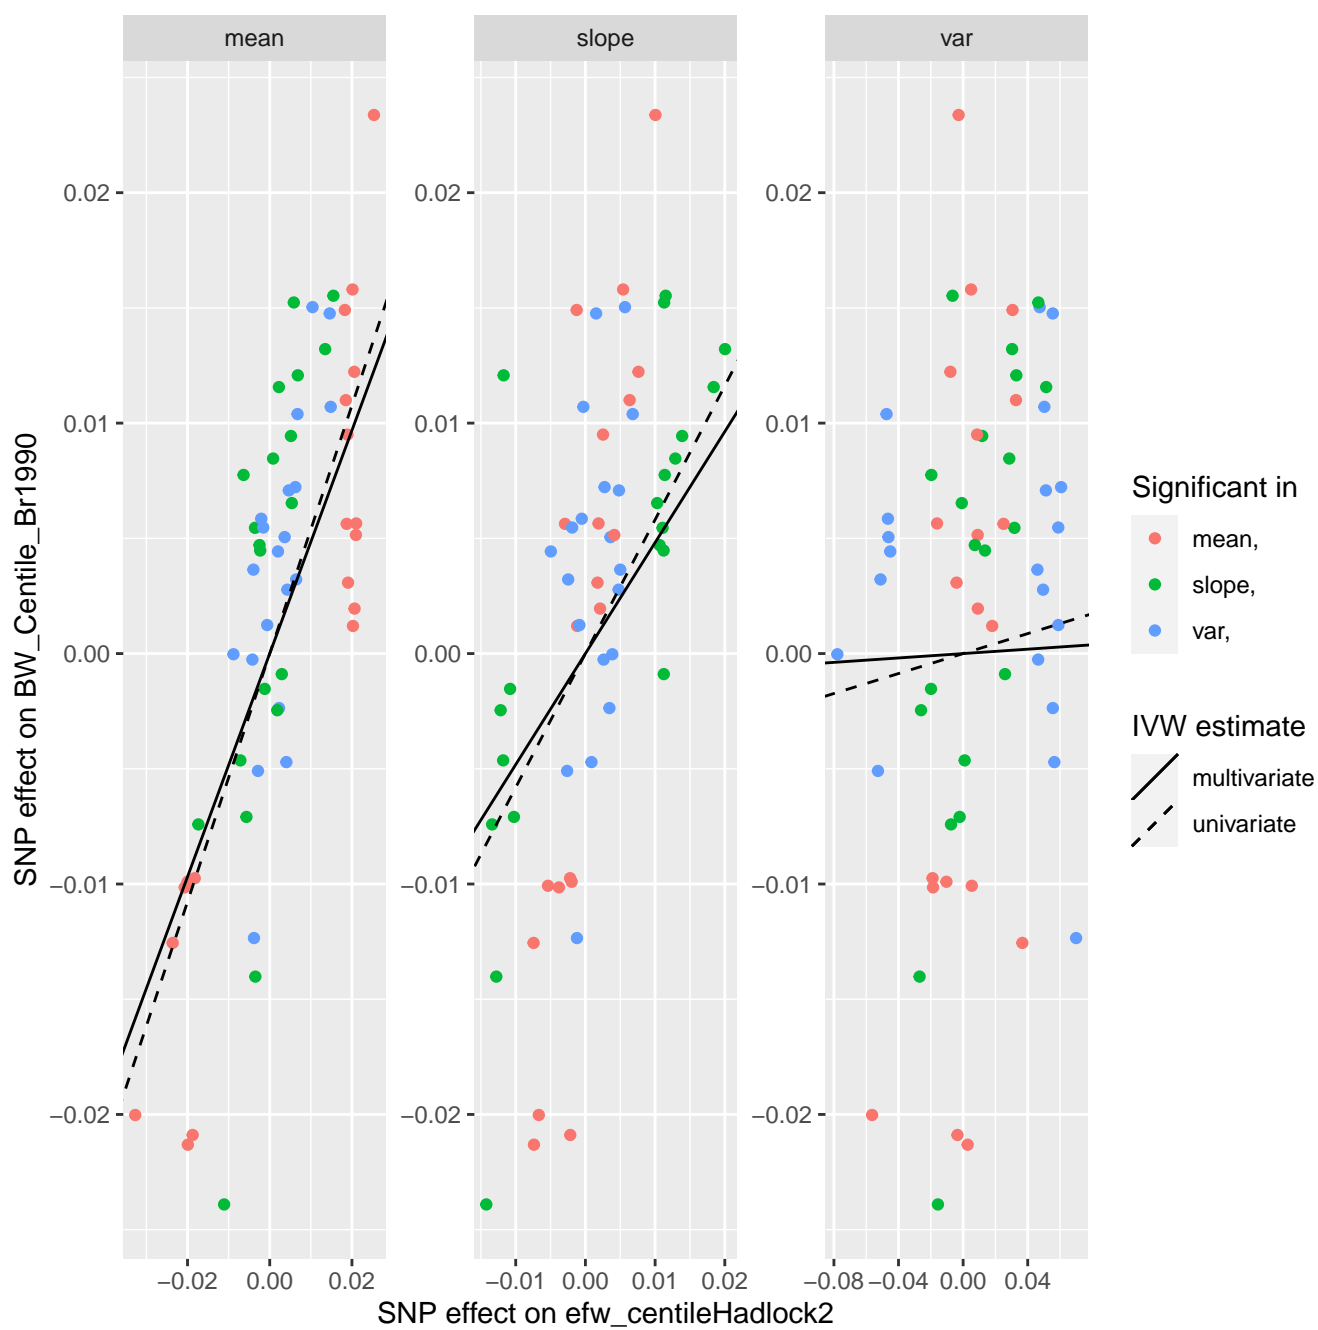 mean
slope
var
SNP effect on BW_Centile_Br1990
0.02
0.01
0.00
−0.01
−0.02
0.02
0.01
0.00
−0.01
−0.02
0.02
0.01
0.00
−0.01
−0.02
−0.02 0.00 0.02
−0.01 0.00 0.01 0.02
−0.08 −0.04 0.00 0.04
SNP effect on efw_centileHadlock2
Significant in
mean,
slope,
var,
IVW estimate
multivariate
univariate